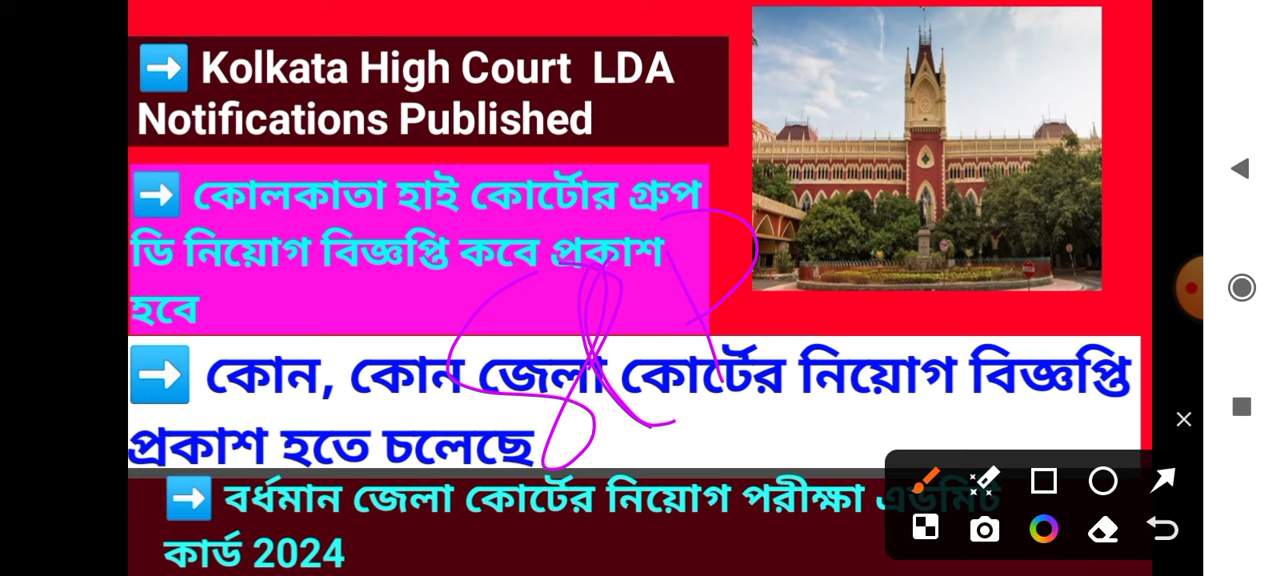 ➡ Kolkata High Court LDA
Notifications Published
➡ কোলকাতা হাই কোর্টোর গ্রুপ
ডি নিয়োগ বিজ্ঞপ্তি কবে প্রকাশ
হবে
➡ কোন, কোন জেলা কোর্টের নিয়োগ বিজ্ঞপ্তি
প্রকাশ হতে চলেছে
➡ বর্ধমান জেলা কোর্টের নিয়োগ পরীক্ষা এডমিট
কার্ড 2024